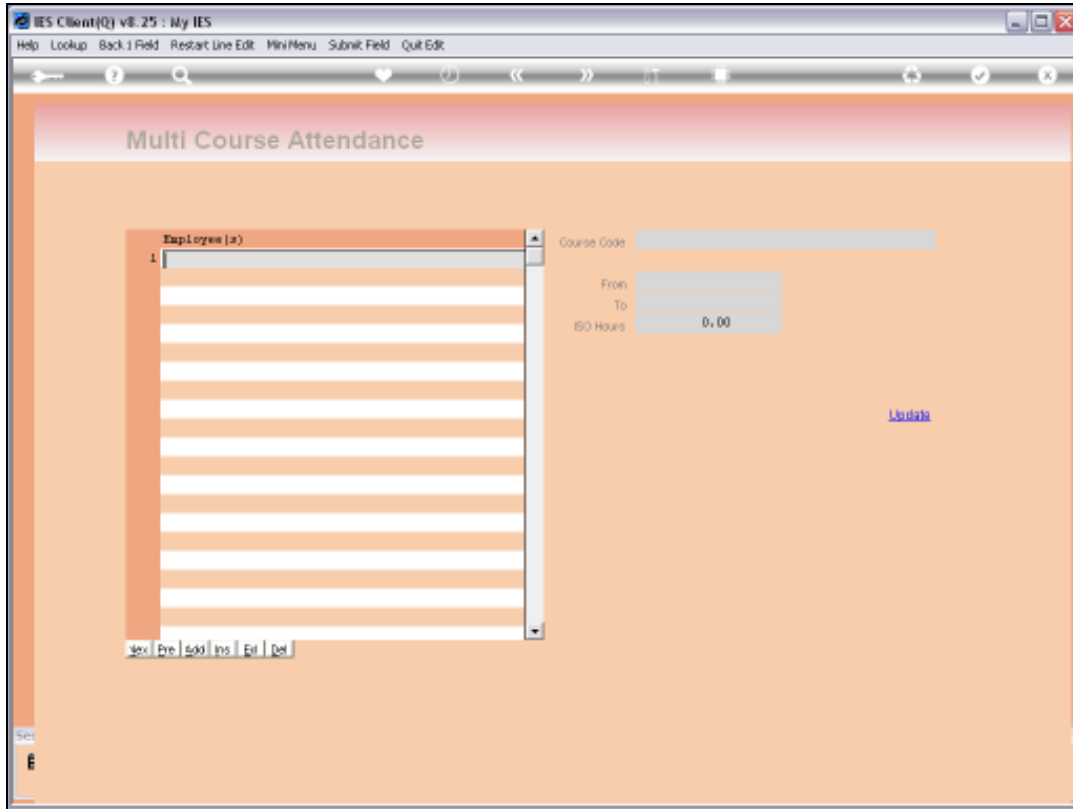 IES Client(Q) v8.25 : My IES
Help Lookup Back 1 Field Restart Line Edit MiniMenu Submit Field Quit Edit
Multi Course Attendance
Employee(s)
1
Course Code
From
To
ISO Hours 0.00
Update
Nex Pre Add Ins Edi Del
Ses